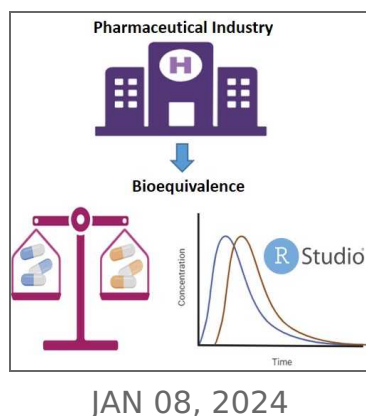 Pharmaceutical Industry
H
Bioequivalence
Concentration
R Studio®
Time
JAN 08, 2024